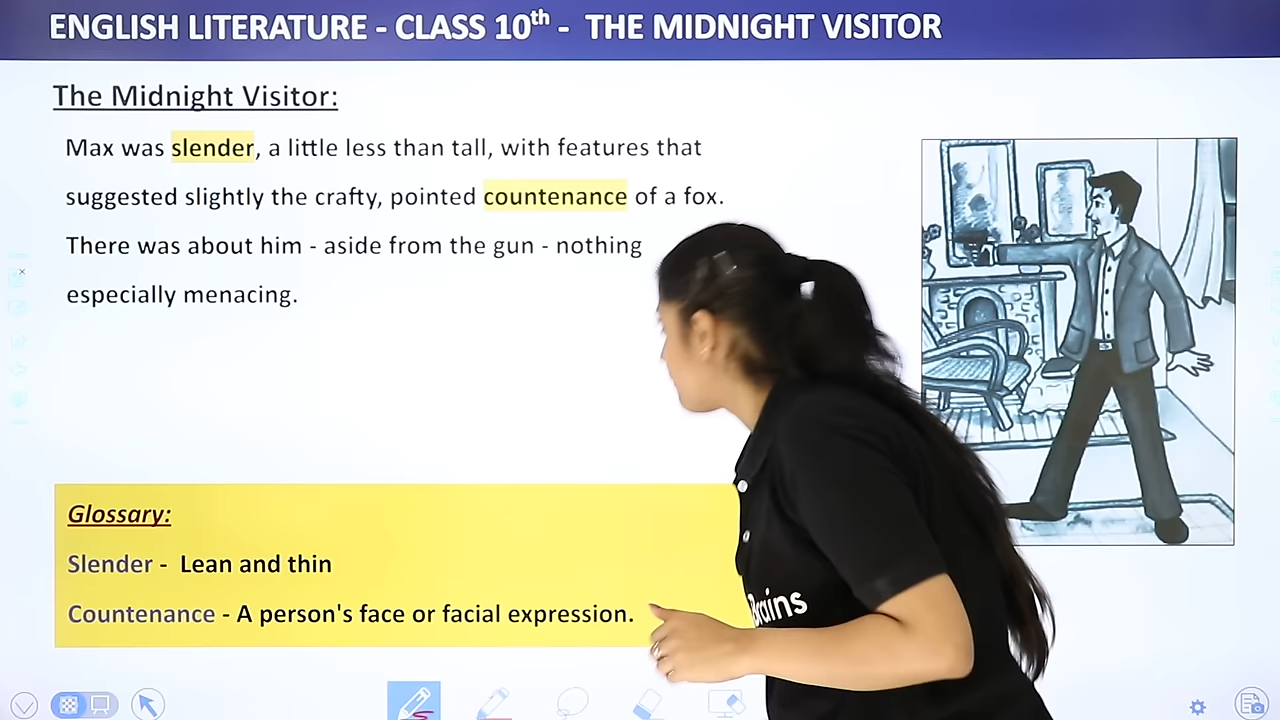 ENGLISH LITERATURE - CLASS 10th - THE MIDNIGHT VISITOR
The Midnight Visitor:
Max was slender, a little less than tall, with features that
suggested slightly the crafty, pointed countenance of a fox.
There was about him - aside from the gun - nothing
especially menacing.
Glossary:
Slender - Lean and thin
Countenance - A person's face or facial expression.
Brains